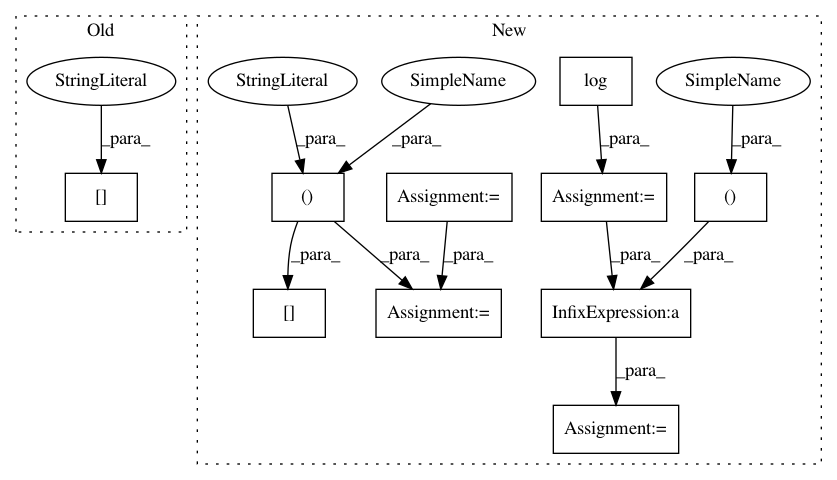 Old
New
StringLiteral
StringLiteral
SimpleName
log
SimpleName
_para_
_para_
_para_
_para_
_para_
[]
()
Assignment:=
Assignment:=
()
_para_
_para_
_para_
_para_
_para_
[]
Assignment:=
InfixExpression:a
_para_
Assignment:=